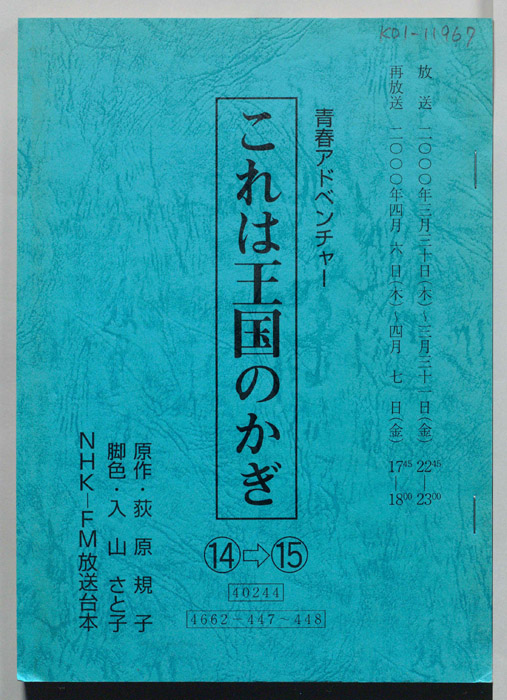 K01-11967
放　送　二〇〇〇年三月三十日(木)～三月三十一日(金)　22⁴⁵－23⁰⁰
再放送　二〇〇〇年四月　六　日(木)～四月　七　日(金)　17⁴⁵－18⁰⁰
青春アドベンチャー
これは王国のかぎ
⑭⇨⑮
40244
4662－447～448
原作・荻　原　規　子
脚色・入　山　さと子
NHK－FM放送台本